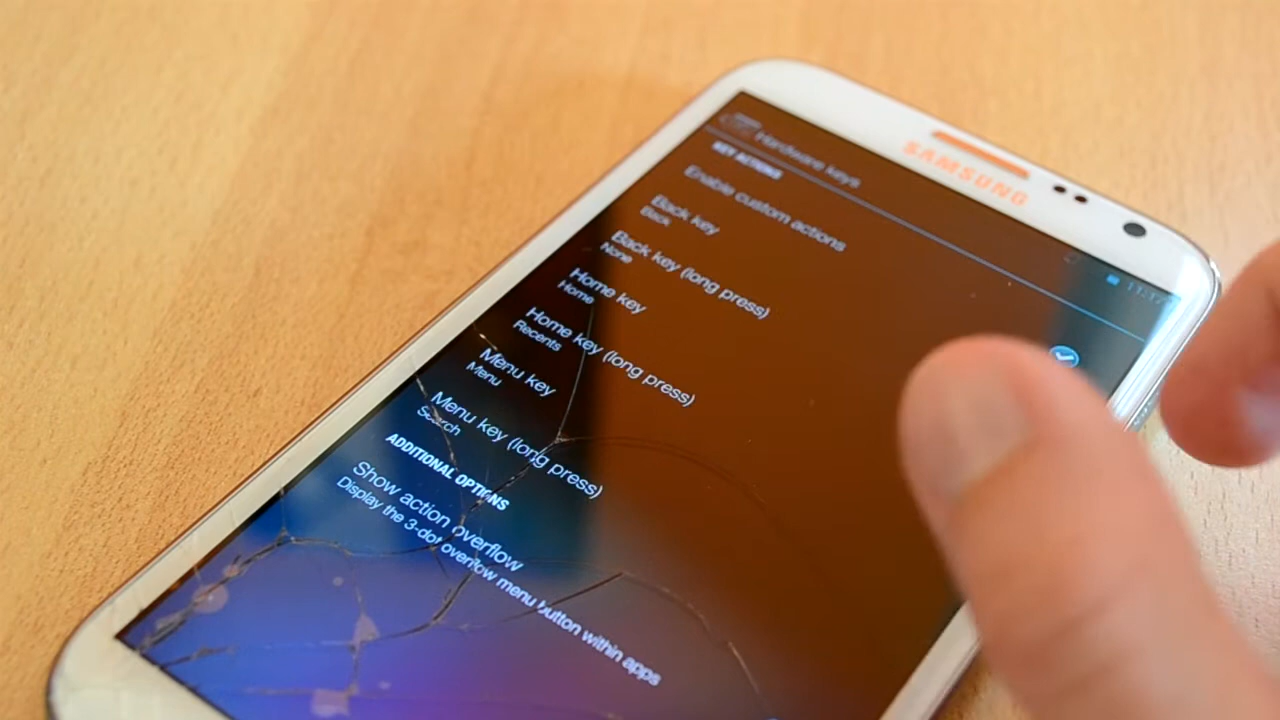 SAMSUNG
Hardware keys
KEY ACTIONS
Enable custom actions
Back key
Back
Back key (long press)
None
Home key
Home
Home key (long press)
Recents
Menu key
Menu
Menu key (long press)
Search
ADDITIONAL OPTIONS
Show action overflow
Display the 3-dot overflow menu button within apps